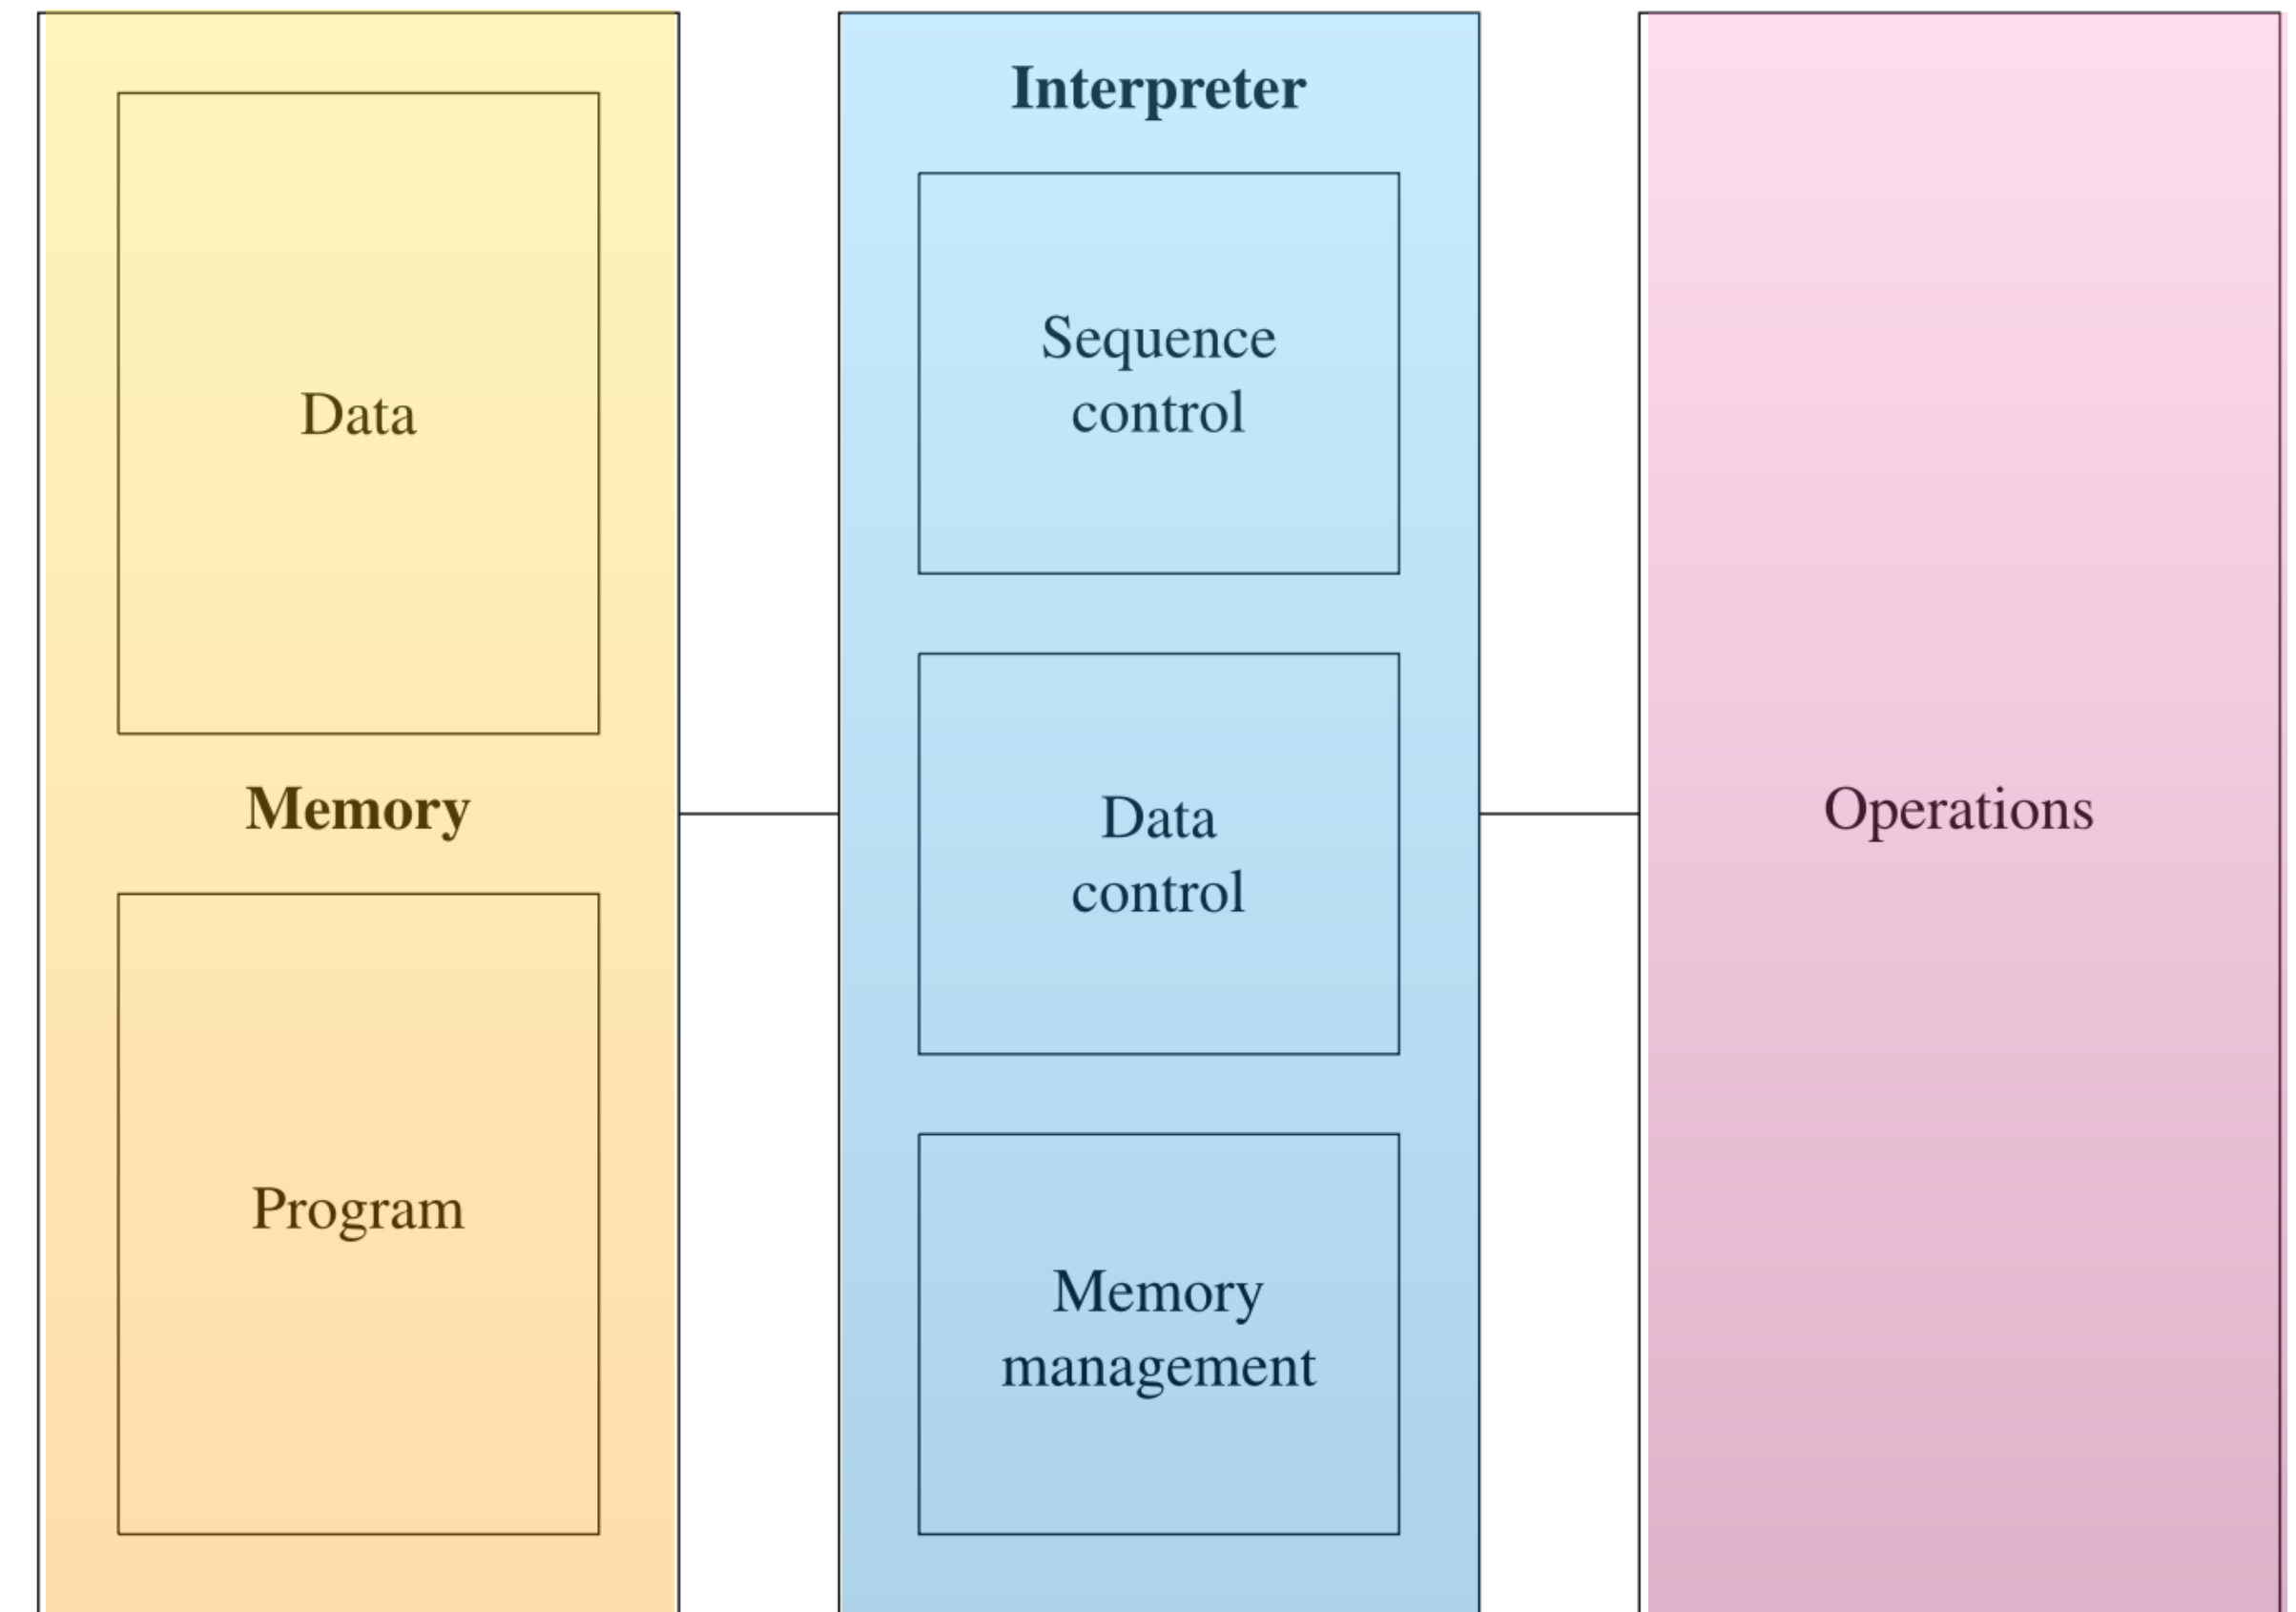 Data
Memory
Program
Interpreter
Sequence
control
Data
control
Memory
management
Operations